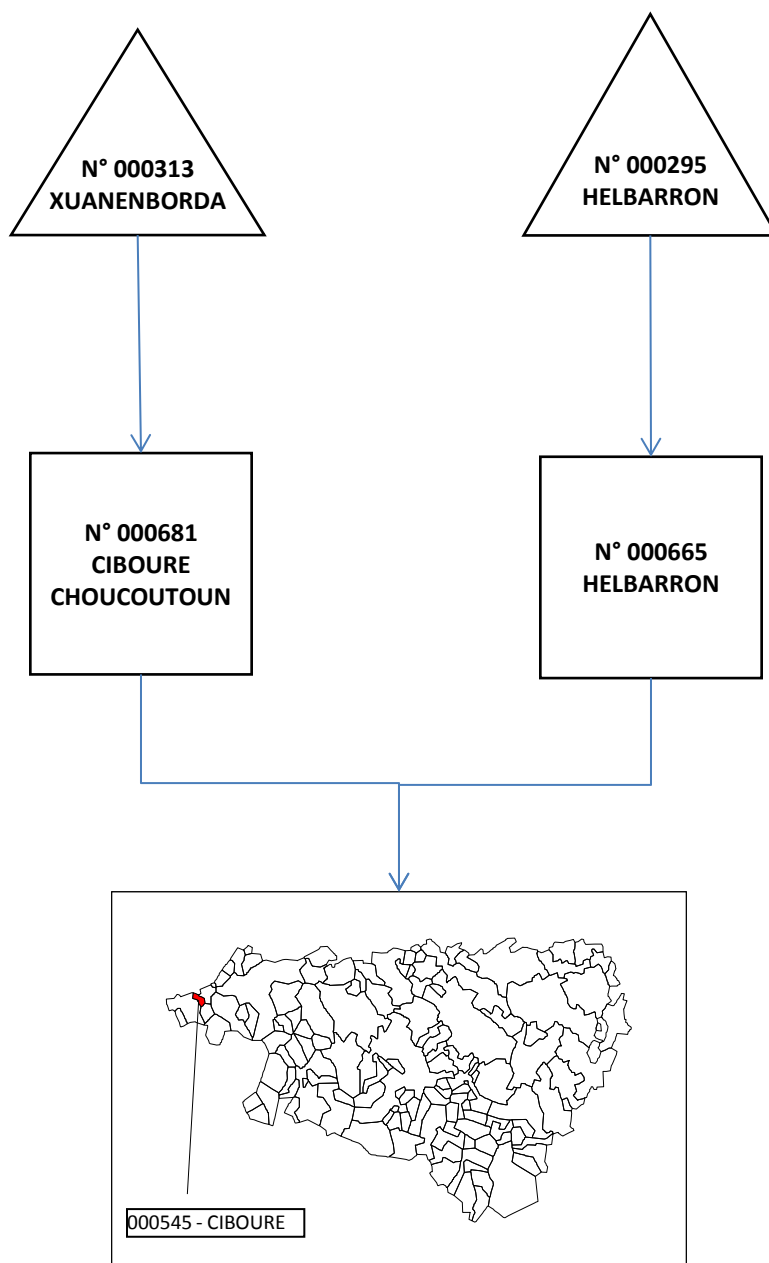 N° 000313
XUANENBORDA
N° 000295
HELBARRON
N° 000681
CIBOURE
CHOUCOUTOUN
N° 000665
HELBARRON
000545 - CIBOURE